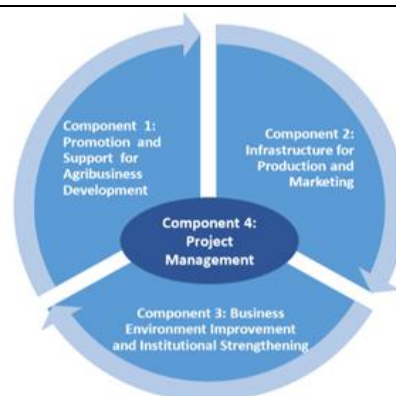 Component 1:
Promotion and
Support for
Agribusiness
Development
Component 2:
Infrastructure for
Production and
Marketing
Component 4:
Project
Management
Component 3: Business
Environment Improvement
and Institutional Strengthening